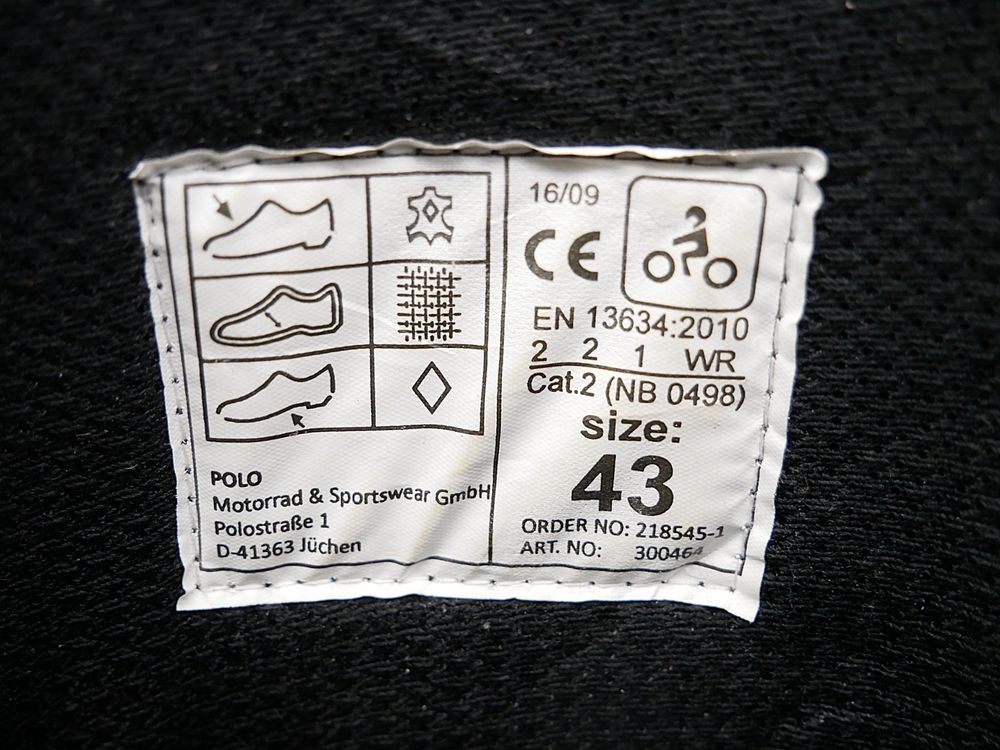 POLO
Motorrad & Sportswear GmbH
Polostraße 1
D-41363 Jüchen
16/09
CE
EN 13634:2010
2 2 1 WR
Cat.2 (NB 0498)
size:
43
ORDER NO: 218545-1
ART. NO: 300464